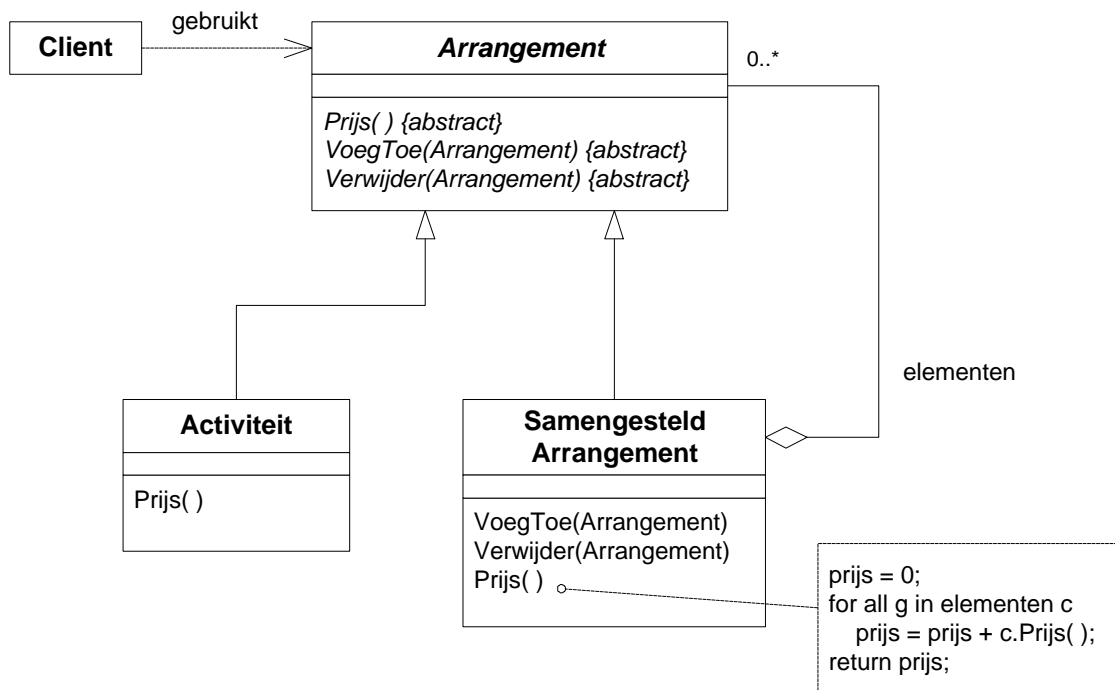 gebruikt
Client
Arrangement
0..*
Prijs( ) {abstract}
VoegToe(Arrangement) {abstract}
Verwijder(Arrangement) {abstract}
elementen
Activiteit
Prijs( )
Samengesteld
Arrangement
VoegToe(Arrangement)
Verwijder(Arrangement)
Prijs( )
prijs = 0;
for all g in elementen c
prijs = prijs + c.Prijs( );
return prijs;